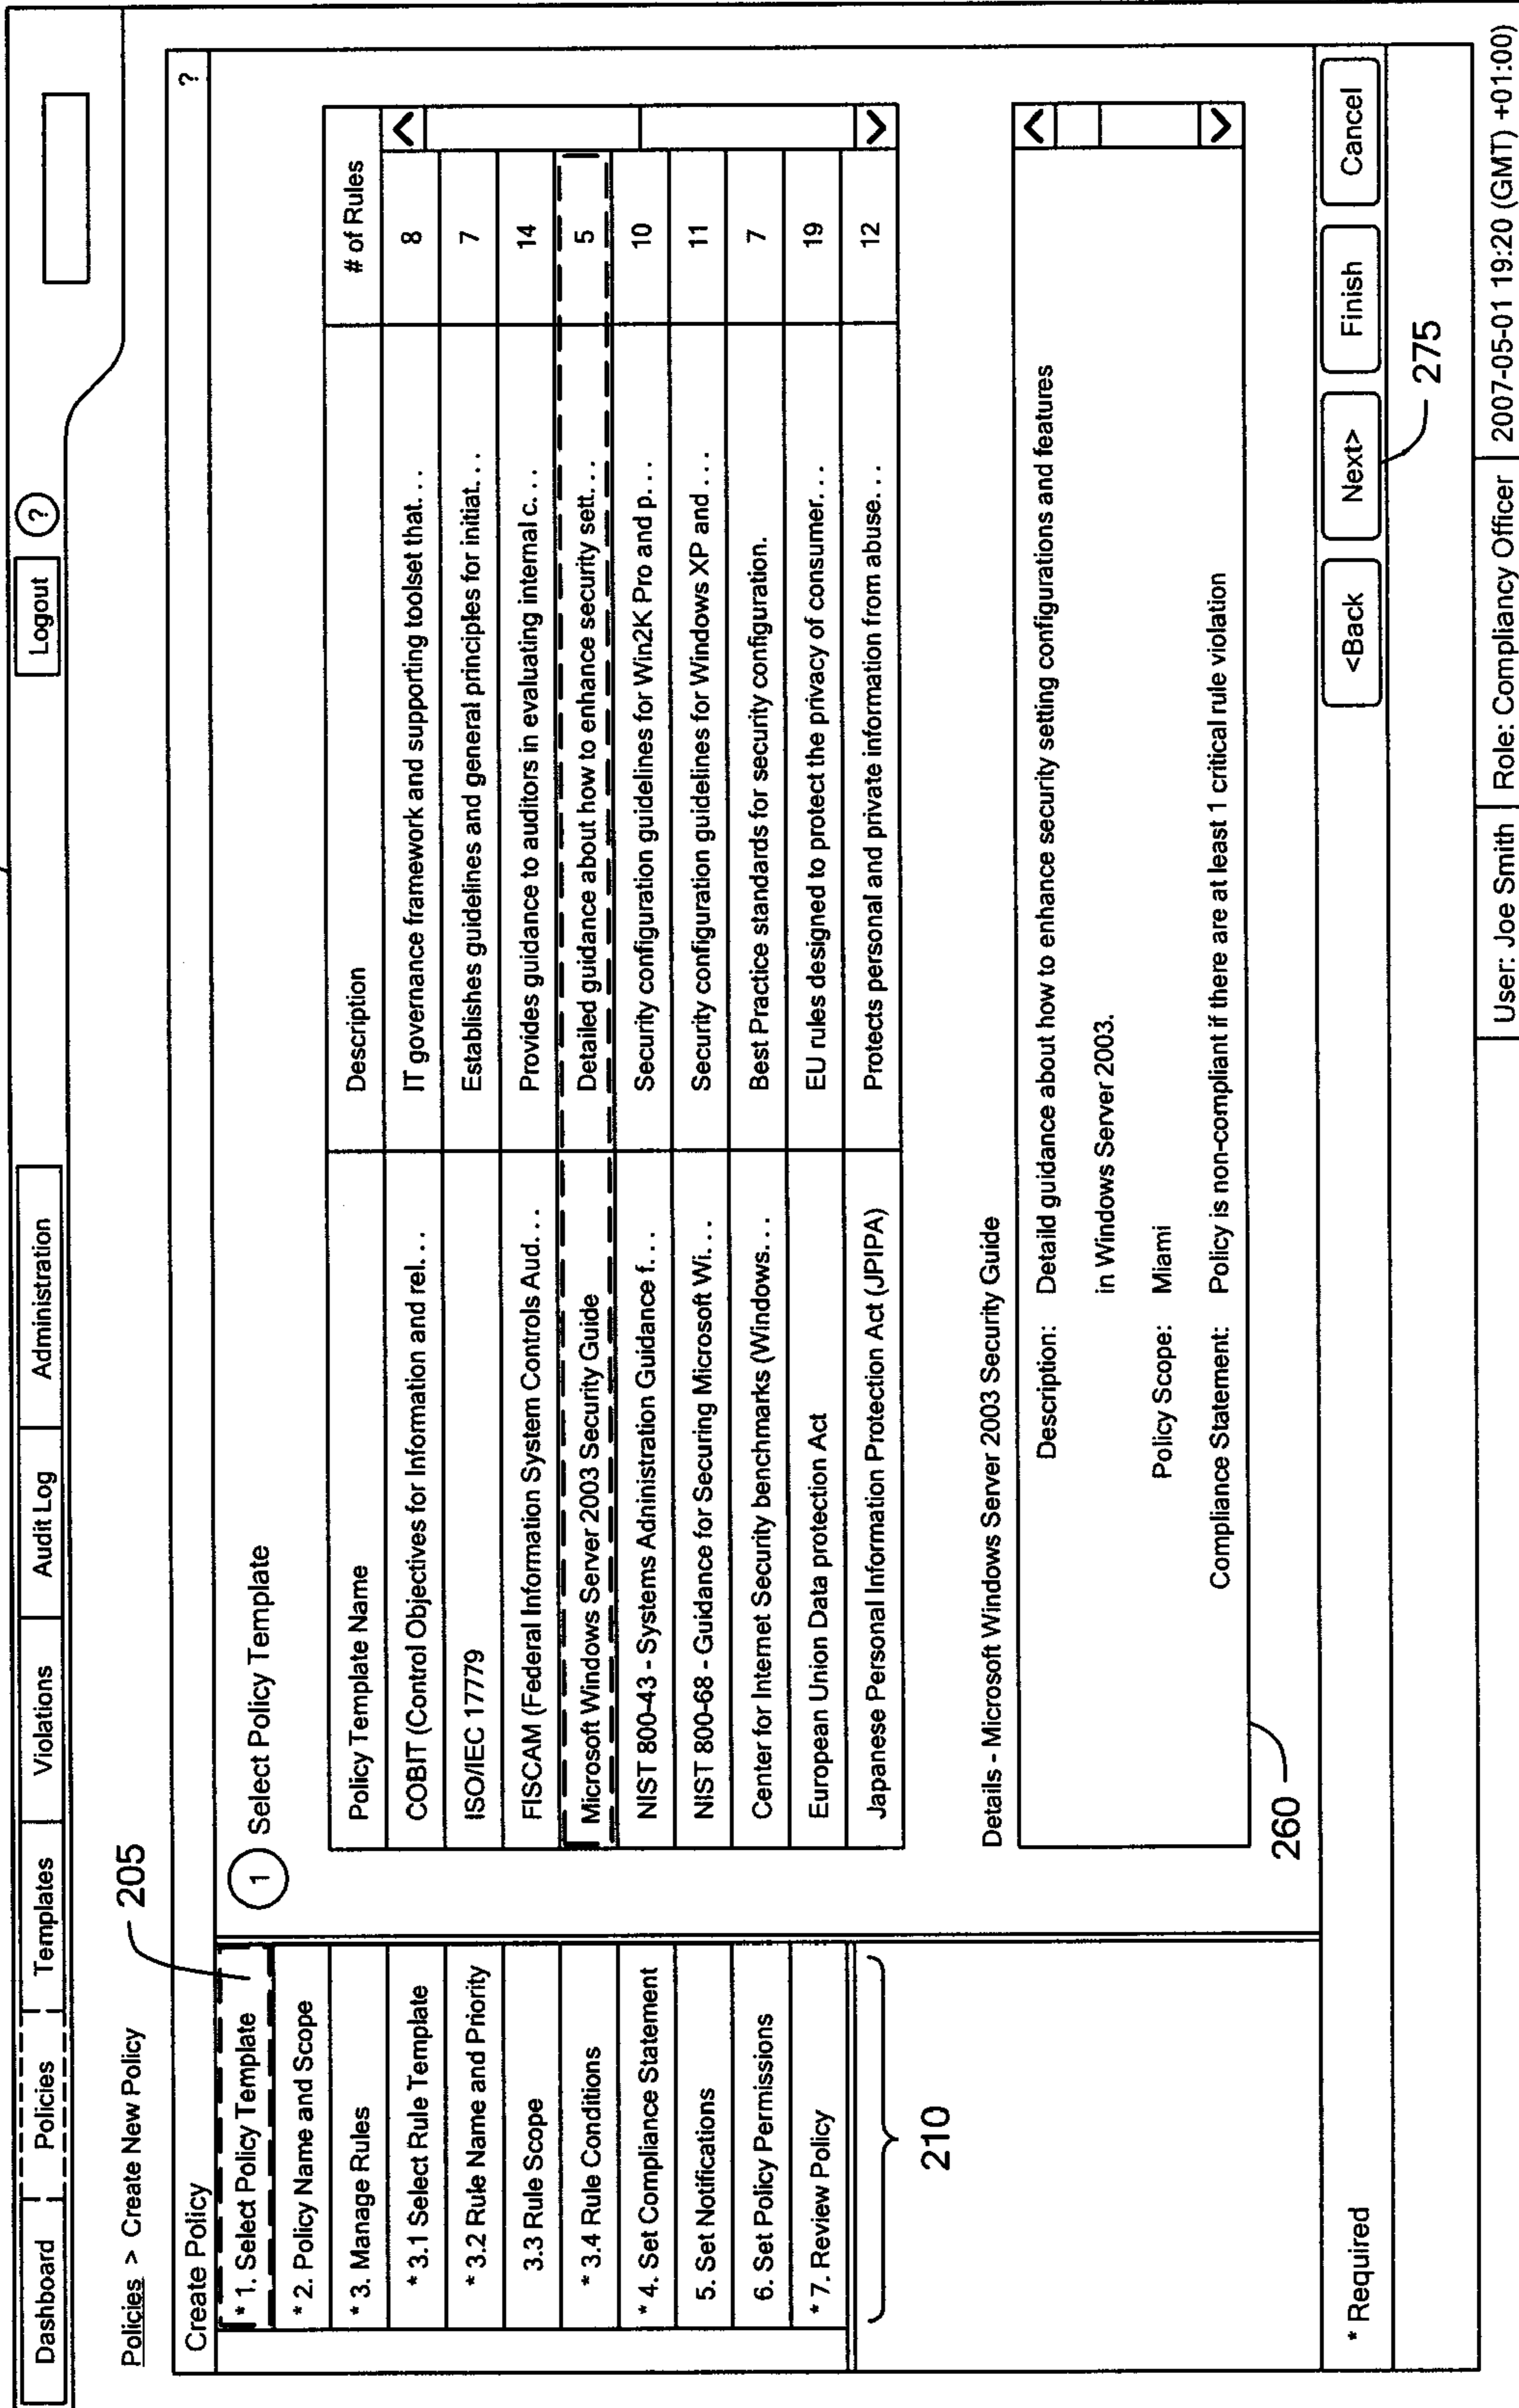 Logout ?
Dashboard Policies Templates Violations Audit Log Administration
Policies > Create New Policy
205
Create Policy ?
* 1. Select Policy Template
* 2. Policy Name and Scope
* 3. Manage Rules
* 3.1 Select Rule Template
* 3.2 Rule Name and Priority
3.3 Rule Scope
* 3.4 Rule Conditions
* 4. Set Compliance Statement
5. Set Notifications
6. Set Policy Permissions
* 7. Review Policy
210
1 Select Policy Template
Policy Template Name Description # of Rules
COBIT (Control Objectives for Information and rel... IT governance framework and supporting toolset that... 8
ISO/IEC 17779 Establishes guidelines and general principles for initiat... 7
FISCAM (Federal Information System Controls Aud... Provides guidance to auditors in evaluating internal c... 14
Microsoft Windows Server 2003 Security Guide Detailed guidance about how to enhance security sett... 5
NIST 800-43 - Systems Adninistration Guidance f... Security configuration guidelines for Win2K Pro and p... 10
NIST 800-68 - Guidance for Securing Microsoft Wi... Security configuration guidelines for Windows XP and ... 11
Center for Internet Security benchmarks (Windows... Best Practice standards for security configuration. 7
European Union Data protection Act EU rules designed to protect the privacy of consumer... 19
Japanese Personal Information Protection Act (JPIPA) Protects personal and private information from abuse... 12
Details - Microsoft Windows Server 2003 Security Guide
Description: Detaild guidance about how to enhance security setting configurations and features
in Windows Server 2003.
Policy Scope: Miami
Compliance Statement: Policy is non-compliant if there are at least 1 critical rule violation
260
* Required <Back Next> Finish Cancel
275
User: Joe Smith Role: Compliancy Officer 2007-05-01 19:20 (GMT) +01:00)